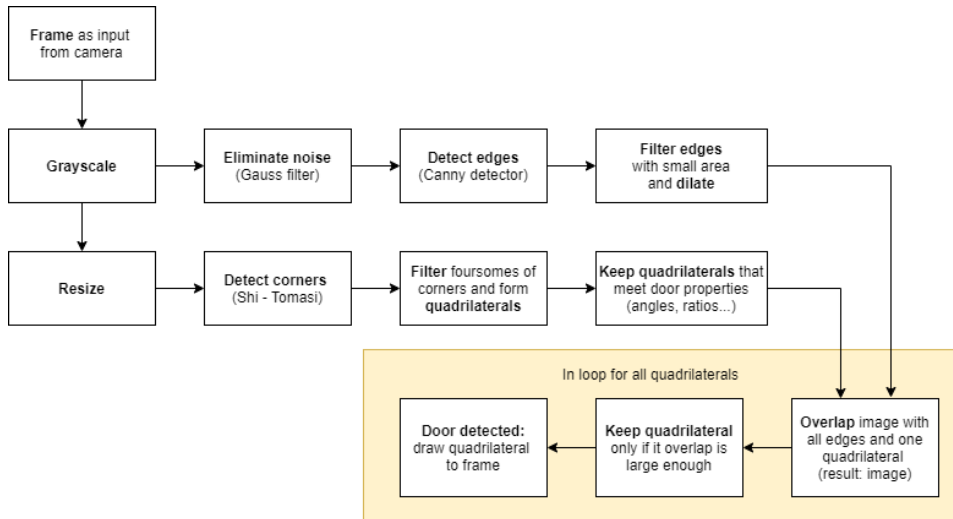 Frame as input
from camera
Grayscale
Eliminate noise
(Gauss filter)
Detect edges
(Canny detector)
Filter edges
with small area
and dilate
Resize
Detect corners
(Shi - Tomasi)
Filter foursomes of
corners and form
quadrilaterals
Keep quadrilaterals that
meet door properties
(angles, ratios...)
In loop for all quadrilaterals
Door detected:
draw quadrilateral
to frame
Keep quadrilateral
only if it overlap is
large enough
Overlap image with
all edges and one
quadrilateral
(result: image)